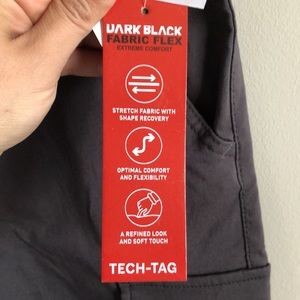 DARK BLACK
FABRIC FLEX
EXTREME COMFORT
STRETCH FABRIC WITH
SHAPE RECOVERY
OPTIMAL COMFORT
AND FLEXIBILITY
A REFINED LOOK
AND SOFT TOUCH
TECH-TAG